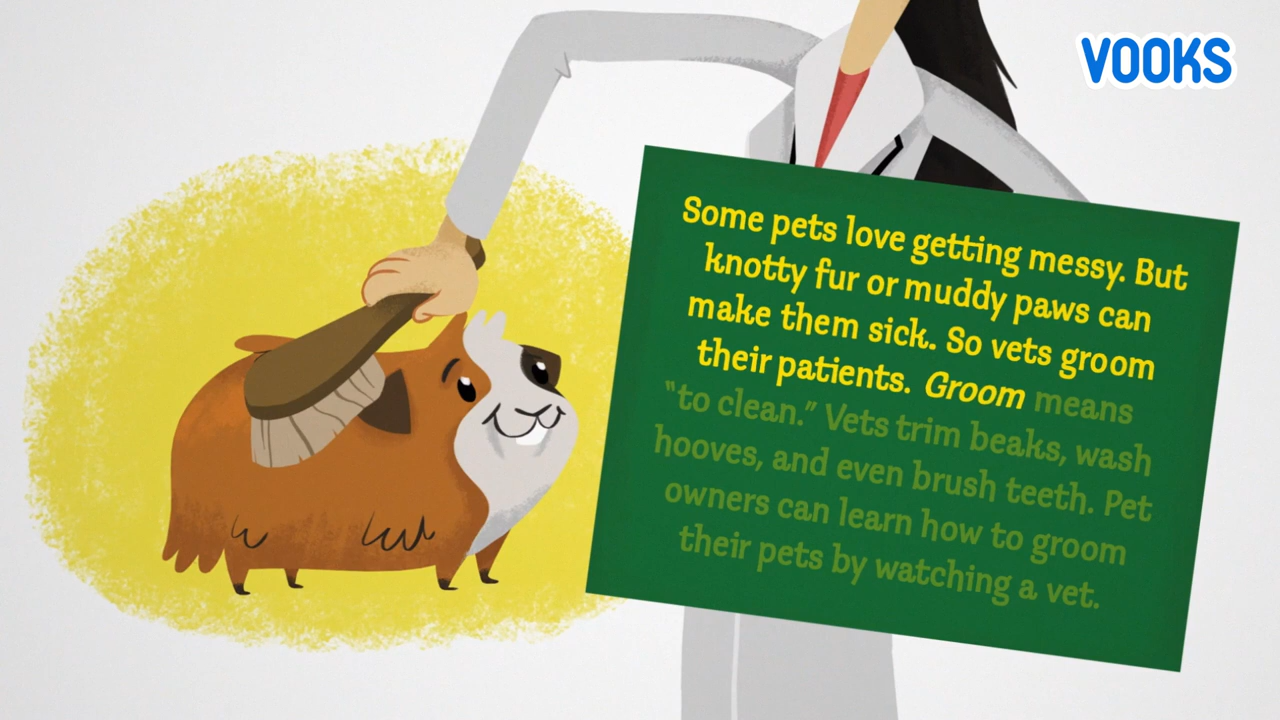 VOOKS
Some pets love getting messy. But
knotty fur or muddy paws can
make them sick. So vets groom
their patients. Groom means
“to clean.” Vets trim beaks, wash
hooves, and even brush teeth. Pet
owners can learn how to groom
their pets by watching a vet.